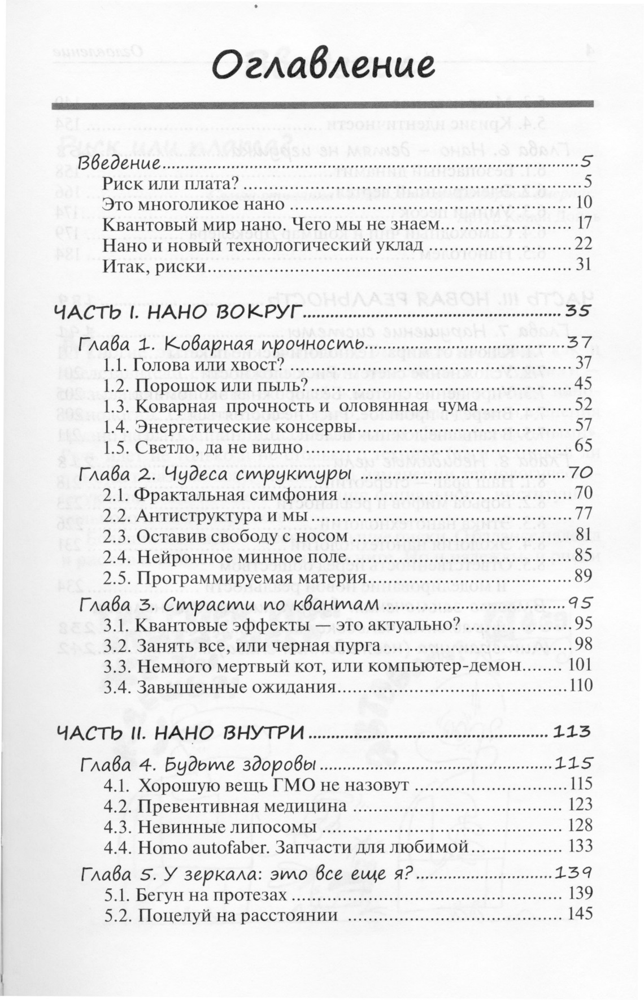 Оглавление
Введение..........5
Риск или плата? ..........5
Это многоликое нано .......... 10
Квантовый мир нано. Чего мы не знаем... .......... 17
Нано и новый технологический уклад ..........22
Итак, риски.......... 31
ЧАСТЬ I. НАНО ВОКРУГ..........35
Глава 1. Коварная прочность..........37
1.1. Голова или хвост? ..........37
1.2. Порошок или пыль? ..........45
1.3. Коварная прочность и оловянная чума..........52
1.4. Энергетические консервы..........57
1.5. Светло, да не видно..........65
Глава 2. Чудеса структуры ..........70
2.1. Фрактальная симфония ..........70
2.2. Антиструктура и мы ..........77
2.3. Оставив свободу с носом .......... 81
2.4. Нейронное минное поле..........85
2.5. Программируемая материя..........89
Глава 3. Страсти по квантам ..........95
3.1. Квантовые эффекты — это актуально? ..........95
3.2. Занять все, или черная пурга ..........98
3.3. Немного мертвый кот, или компьютер-демон........ 101
3.4. Завышенные ожидания..........110
ЧАСТЬ II. НАНО ВНУТРИ.......... 113
Глава 4. Будьте здоровы..........115
4.1. Хорошую вещь ГМО не назовут ..........115
4.2. Превентивная медицина .......... 123
4.3. Невинные липосомы .......... 128
4.4. Homo autofaber. Запчасти для любимой.......... 133
Глава 5. У зеркала: это все еще я?..........139
5.1. Бегун на протезах .......... 139
5.2. Поцелуй на расстоянии .......... 145